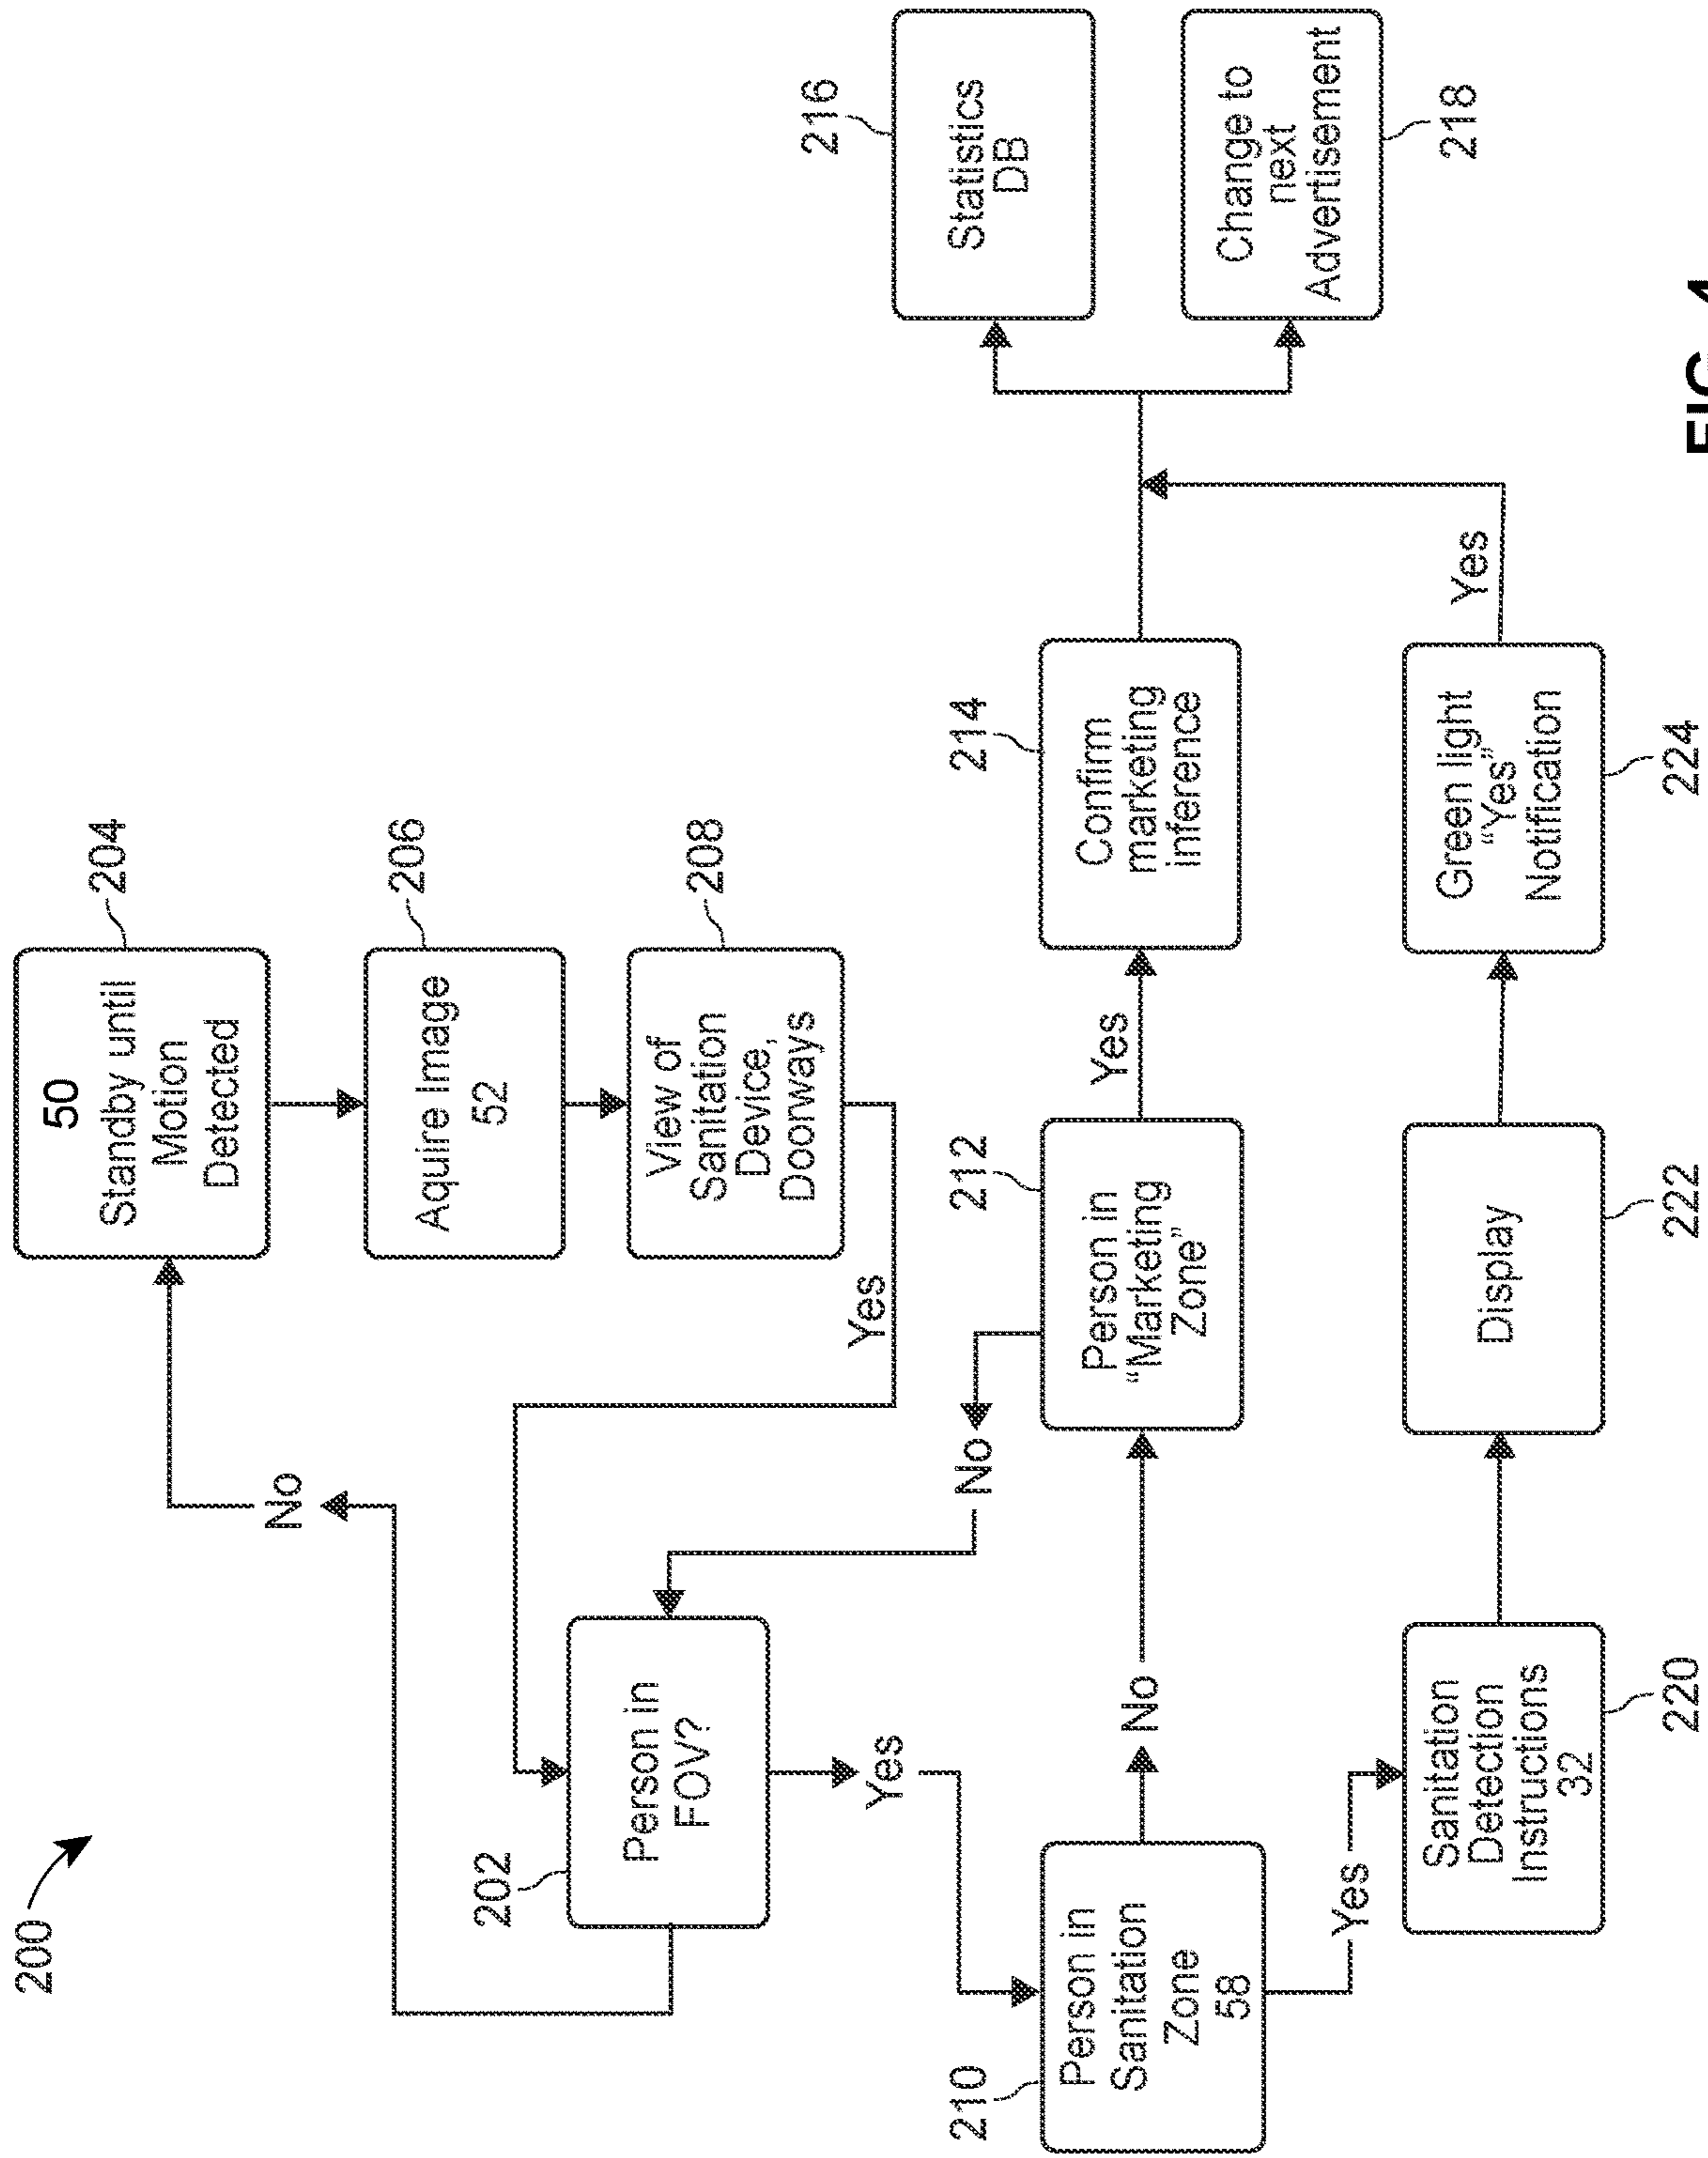 200
50
Standby until
Motion
Detected
204
No
Aquire Image
52
206
View of
Sanitation
Device,
Doorways
208
Yes
202
Person in
FOV?
Yes
No
210
Person in
Sanitation
Zone
58
No
212
Person in
“Marketing
Zone”
Yes
214
Confirm
marketing
inference
216
Statistics
DB
Change to
next
Advertisement
218
Yes
Sanitation
Detection
Instructions
32
220
Display
222
Green light
“Yes”
Notification
224
Yes